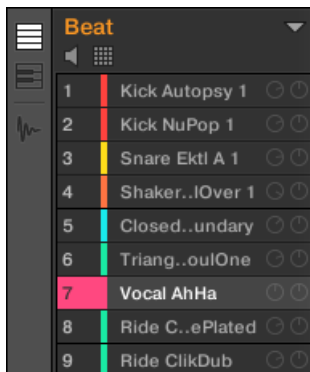 Beat
1 Kick Autopsy 1
2 Kick NuPop 1
3 Snare Ektl A 1
4 Shaker..lOver 1
5 Closed..undary
6 Triang..oulOne
7 Vocal AhHa
8 Ride C..ePlated
9 Ride ClikDub